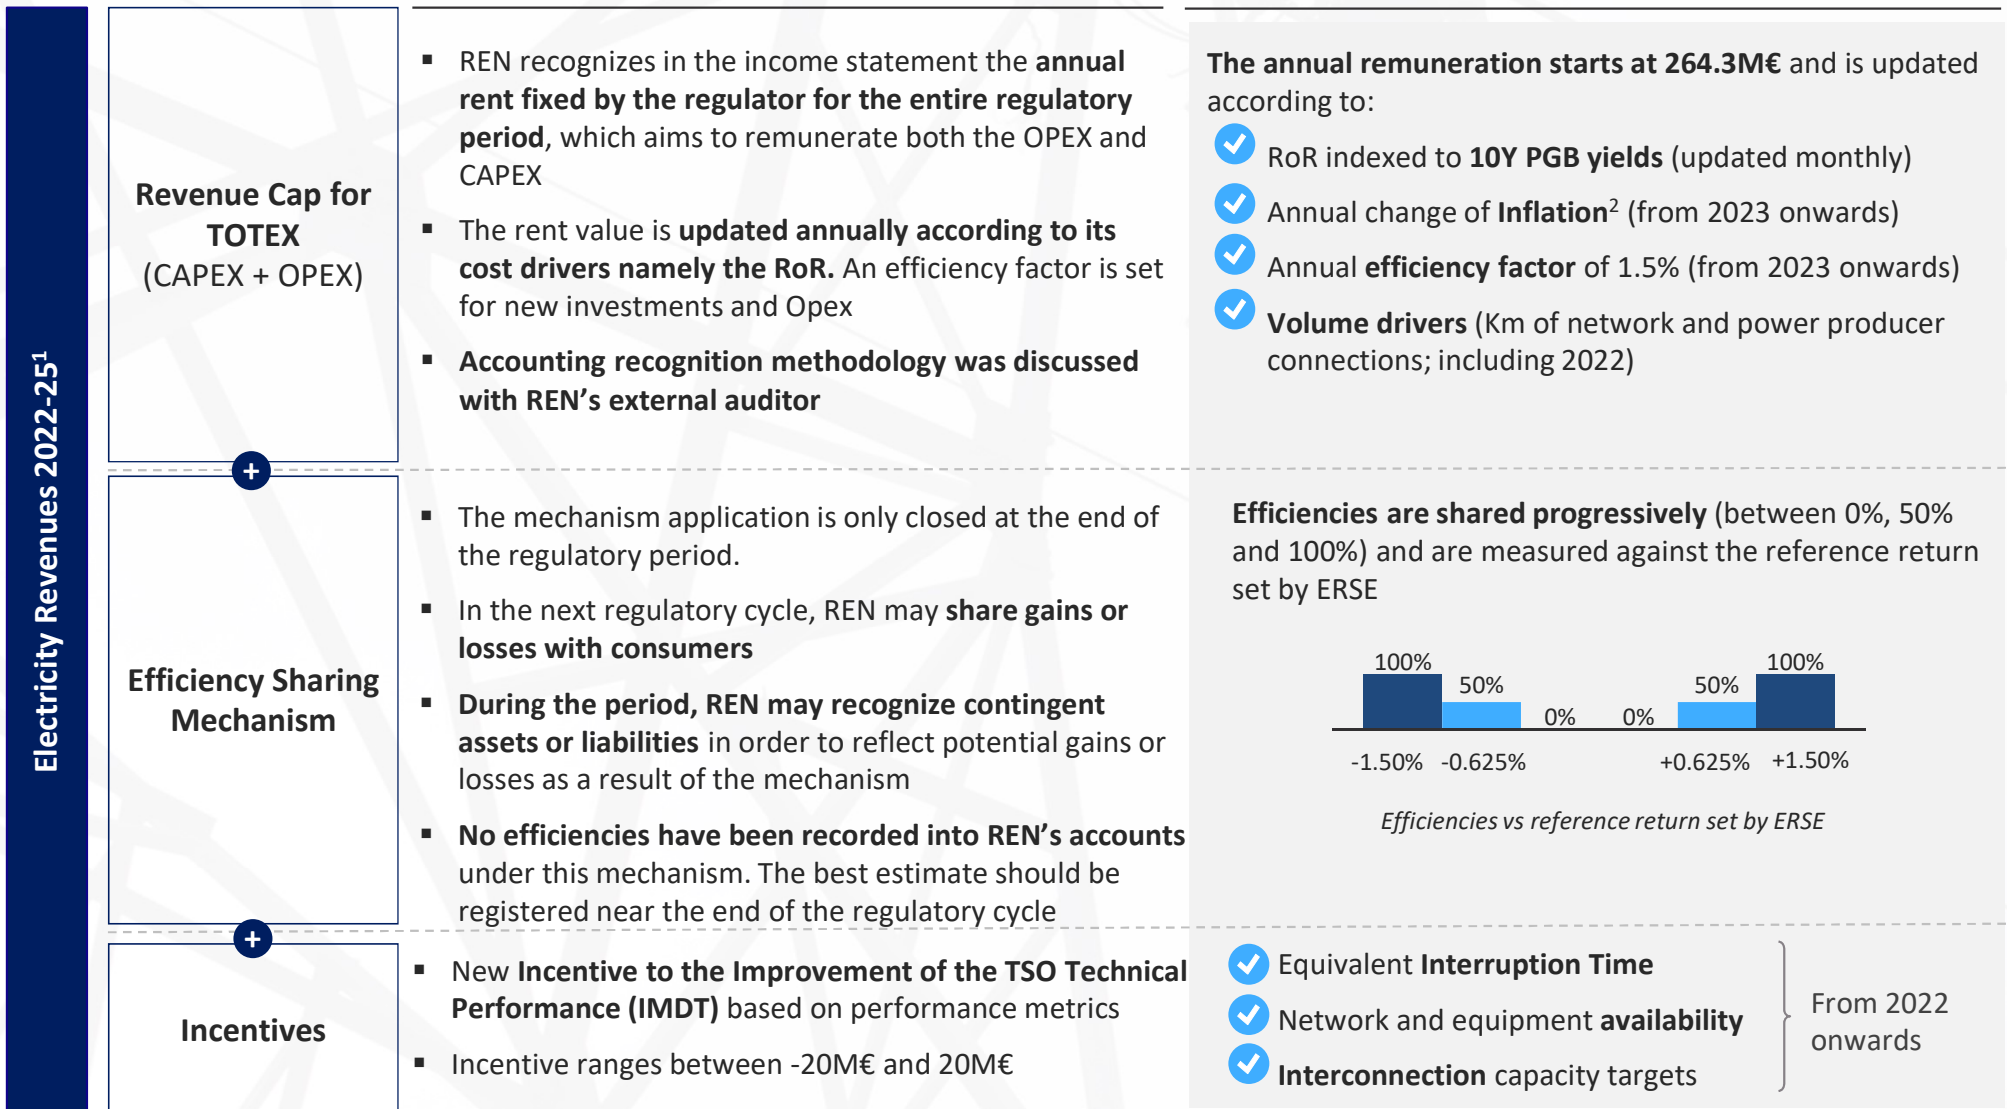 Electricity Revenues 2022-25¹
Revenue Cap for
TOTEX
(CAPEX + OPEX)
▪ REN recognizes in the income statement the annual
rent fixed by the regulator for the entire regulatory
period, which aims to remunerate both the OPEX and
CAPEX
▪ The rent value is updated annually according to its
cost drivers namely the RoR. An efficiency factor is set
for new investments and Opex
▪ Accounting recognition methodology was discussed
with REN's external auditor
The annual remuneration starts at 264.3M€ and is updated
according to:
RoR indexed to 10Y PGB yields (updated monthly)
Annual change of Inflation² (from 2023 onwards)
Annual efficiency factor of 1.5% (from 2023 onwards)
Volume drivers (Km of network and power producer
connections; including 2022)
+
Efficiency Sharing
Mechanism
▪ The mechanism application is only closed at the end of
the regulatory period.
▪ In the next regulatory cycle, REN may share gains or
losses with consumers
▪ During the period, REN may recognize contingent
assets or liabilities in order to reflect potential gains or
losses as a result of the mechanism
▪ No efficiencies have been recorded into REN's accounts
under this mechanism. The best estimate should be
registered near the end of the regulatory cycle
Efficiencies are shared progressively (between 0%, 50%
and 100%) and are measured against the reference return
set by ERSE
100% 50% 0% 0% 50% 100%
-1.50% -0.625% +0.625% +1.50%
Efficiencies vs reference return set by ERSE
+
Incentives
▪ New Incentive to the Improvement of the TSO Technical
Performance (IMDT) based on performance metrics
▪ Incentive ranges between -20M€ and 20M€
Equivalent Interruption Time
Network and equipment availability
Interconnection capacity targets
From 2022
onwards